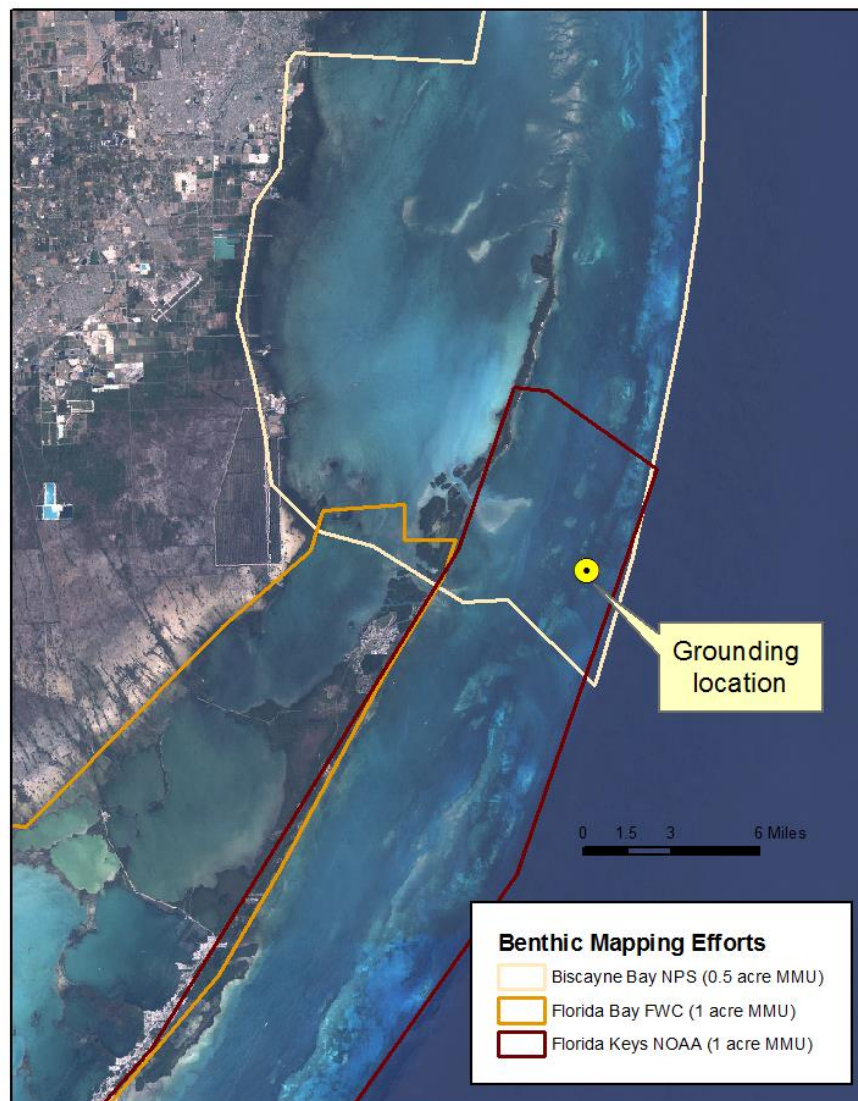 Grounding
location
0 1.5 3 6 Miles
Benthic Mapping Efforts
Biscayne Bay NPS (0.5 acre MMU)
Florida Bay FWC (1 acre MMU)
Florida Keys NOAA (1 acre MMU)